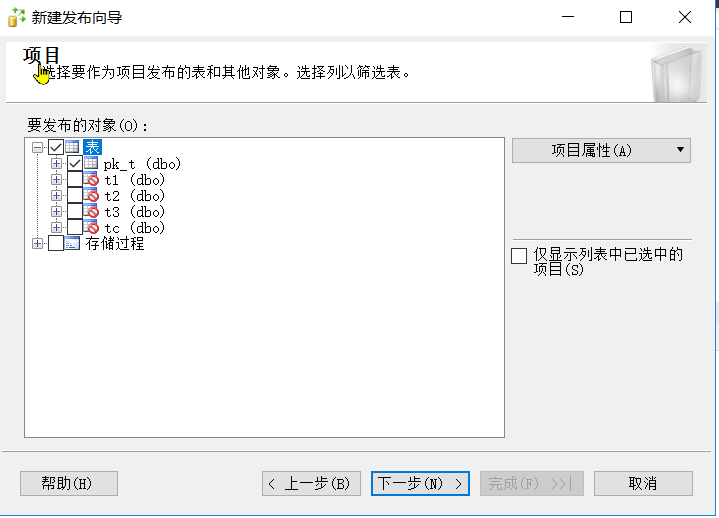 新建发布向导
项目
选择要作为项目发布的表和其他对象。选择列以筛选表。
要发布的对象(O):
表
pk_t (dbo)
t1 (dbo)
t2 (dbo)
t3 (dbo)
tc (dbo)
存储过程
项目属性(A)
仅显示列表中已选中的
项目(S)
帮助(H)
< 上一步(B)
下一步(N) >
完成(F) >>|
取消